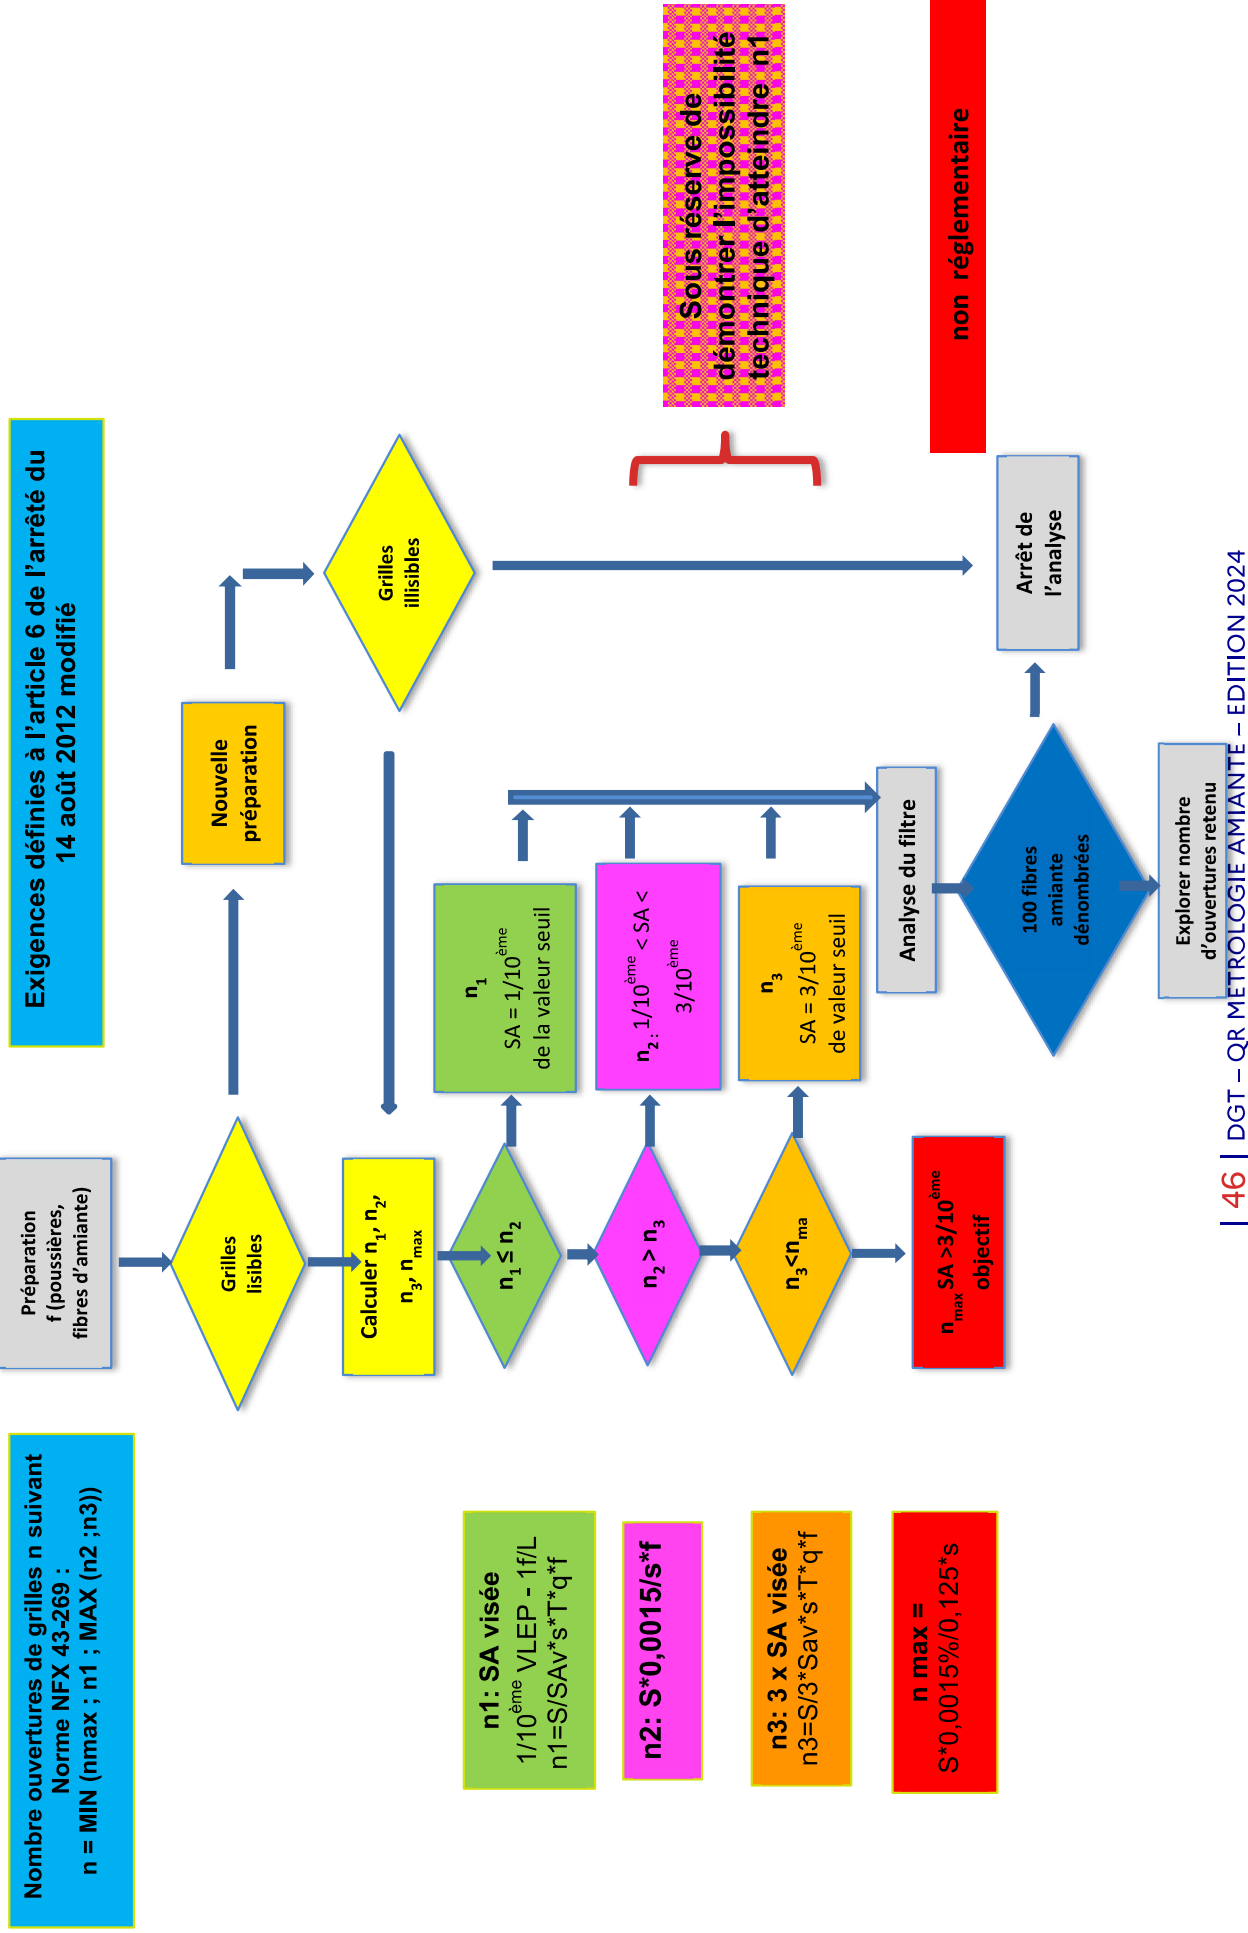 Nombre ouvertures de grilles n suivant
Norme NFX 43-269 :
n = MIN (nmax ; n1 ; MAX (n2 ;n3))
Exigences définies à l'article 6 de l'arrêté du
14 août 2012 modifié
Préparation
f (poussières,
fibres d'amiante)
Grilles
lisibles
Nouvelle
préparation
Grilles
illisibles
Calculer n1, n2,
n3, nmax
n1: SA visée
1/10ème VLEP - 1f/L
n1=S/SAv*s*T*q*f
n1 ≤ n2
n1
SA = 1/10ème
de la valeur seuil
n2: S*0,0015/s*f
n2 > n3
n2 : 1/10ème < SA <
3/10ème
Sous réserve de
démontrer l'impossibilité
technique d'atteindre n1
n3: 3 x SA visée
n3=S/3*Sav*s*T*q*f
n3 <nma
n3
SA = 3/10ème
de valeur seuil
n max =
S*0,0015%/0,125*s
nmax SA >3/10ème
objectif
Analyse du filtre
non réglementaire
100 fibres
amiante
dénombrées
Arrêt de
l'analyse
Explorer nombre
d'ouvertures retenu
| 46 | DGT – QR METROLOGIE AMIANTE – EDITION 2024